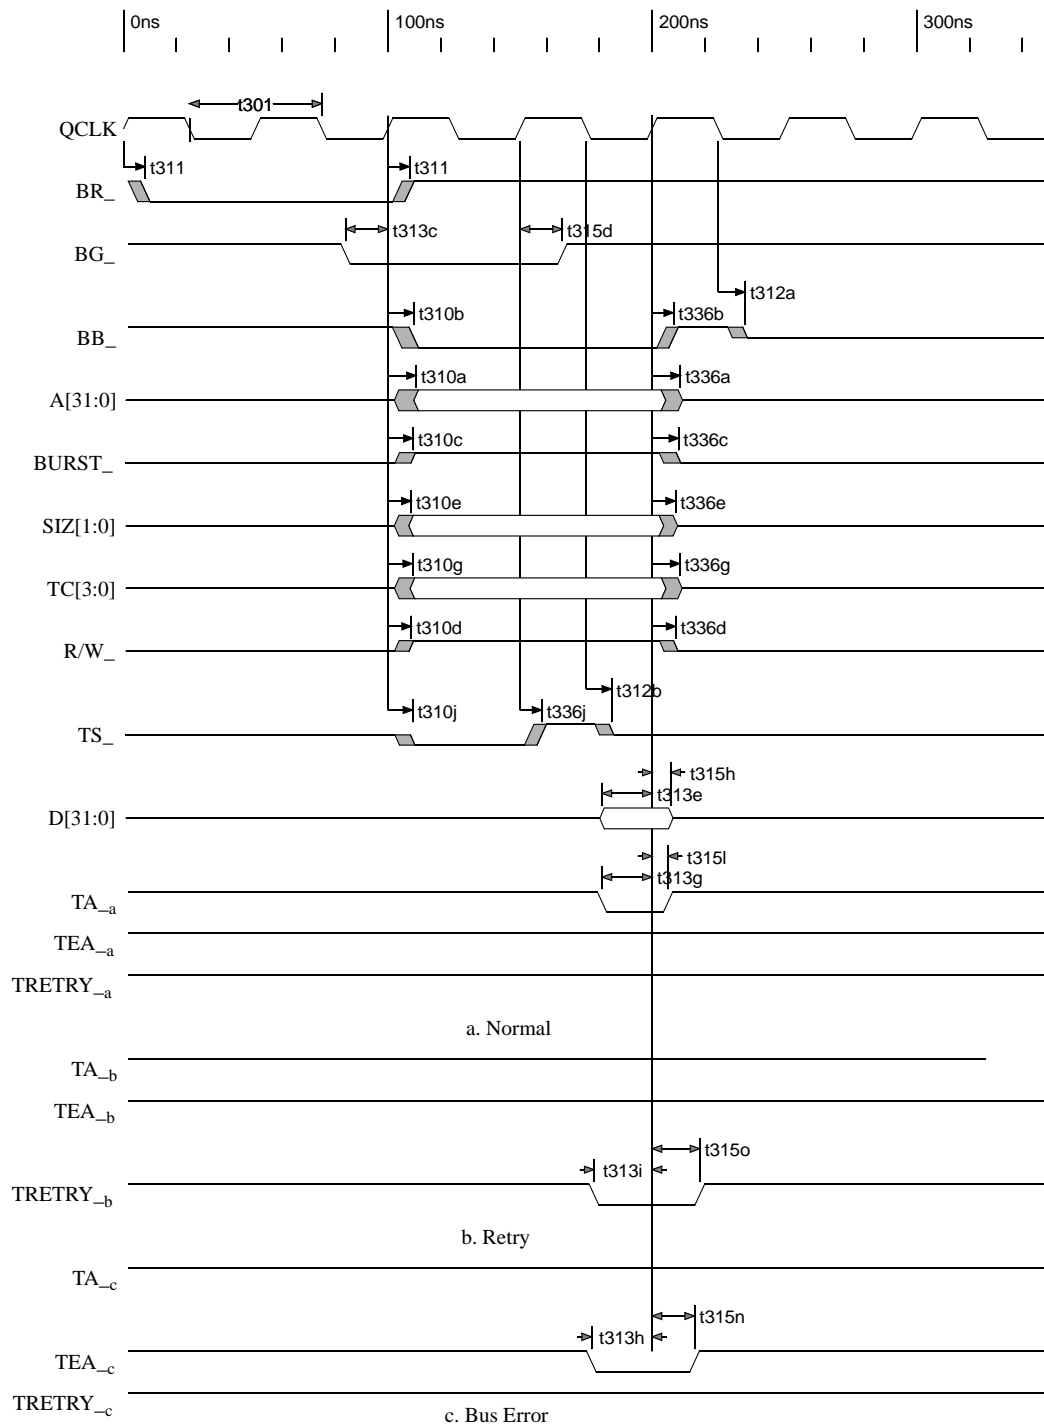 0ns 100ns 200ns 300ns
t301
QCLK
t311 t311
BR_
t313c t315d
BG_
t312a
t310b t336b
BB_
t310a t336a
A[31:0]
t310c t336c
BURST_
t310e t336e
SIZ[1:0]
t310g t336g
TC[3:0]
t310d t336d
R/W_
t312b
t310j t336j
TS_
t315h
t313e
D[31:0]
t315l
t313g
TA_a
TEA_a
TRETRY_a
a. Normal
TA_b
TEA_b
t315o
t313i
TRETRY_b
b. Retry
TA_c
t315n
t313h
TEA_c
TRETRY_c
c. Bus Error